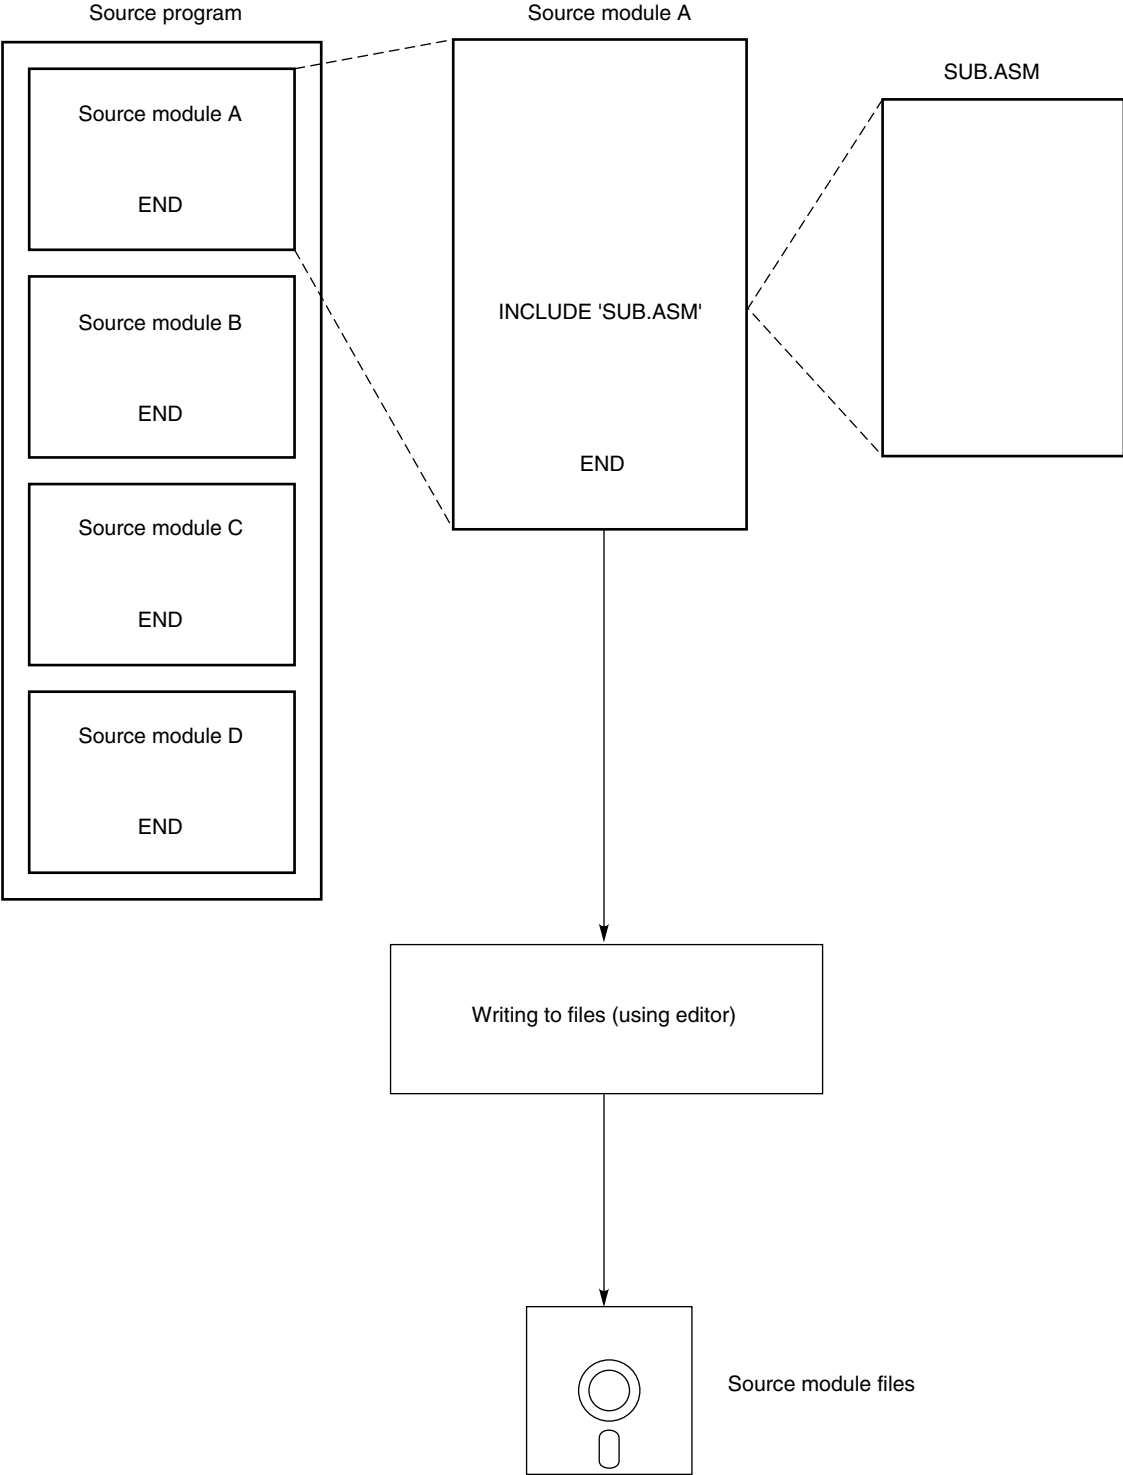 Source program
Source module A
END
Source module B
END
Source module C
END
Source module D
END
Source module A
INCLUDE 'SUB.ASM'
END
SUB.ASM
Writing to files (using editor)
Source module files